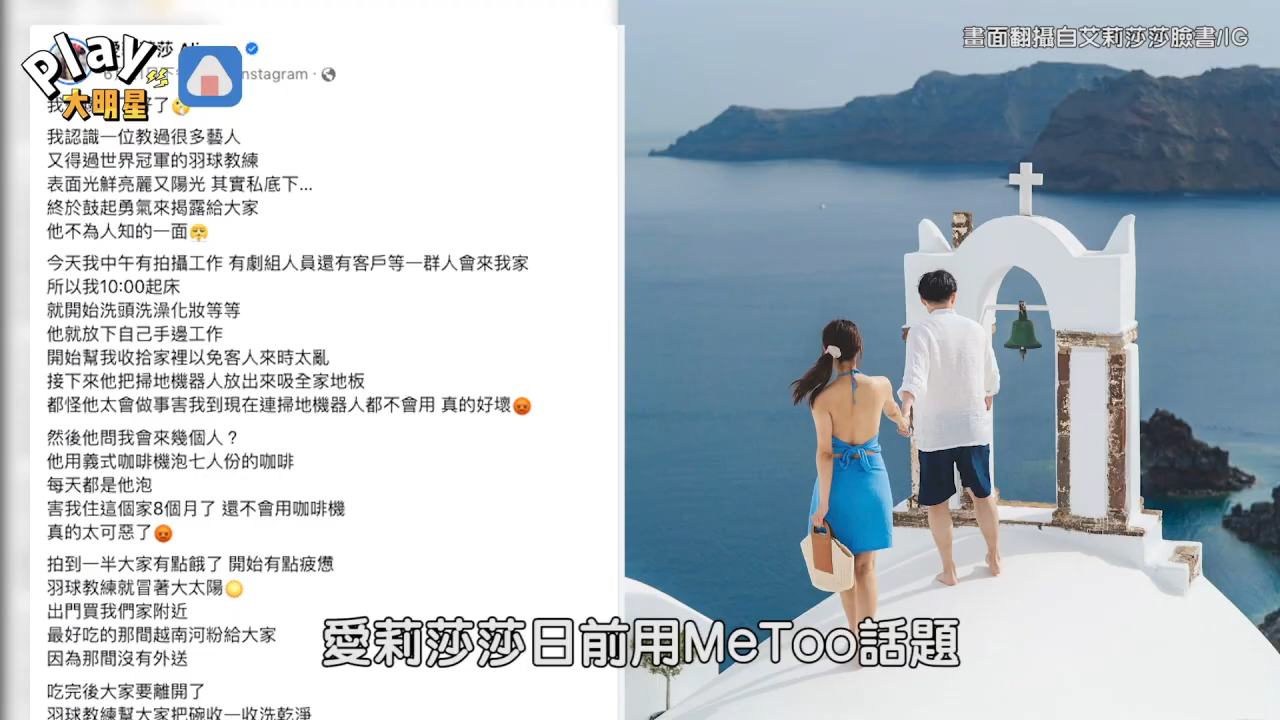 Play
大明星
畫面翻攝自艾莉莎莎臉書/IG
nstagram
我認識一位教過很多藝人
又得過世界冠軍的羽球教練
表面光鮮亮麗又陽光 其實私底下...
終於鼓起勇氣來揭露給大家
他不為人知的一面😤
今天我中午有拍攝工作 有劇組人員還有客戶等一群人會來我家
所以我10:00起床
就開始洗頭洗澡化妝等等
他就放下自己手邊工作
開始幫我收拾家裡以免客人來時太亂
接下來他把掃地機器人放出來吸全家地板
都怪他太會做事害我到現在連掃地機器人都不會用 真的好壞😡
然後他問我會來幾個人？
他用義式咖啡機泡七人份的咖啡
每天都是他泡
害我住這個家8個月了 還不會用咖啡機
真的太可惡了😡
拍到一半大家有點餓了 開始有點疲憊
羽球教練就冒著大太陽☀️
出門買我們家附近
最好吃的那間越南河粉給大家
因為那間沒有外送
吃完後大家要離開了
羽球教練幫大家把碗收一收洗乾淨
愛莉莎莎日前用MeToo話題